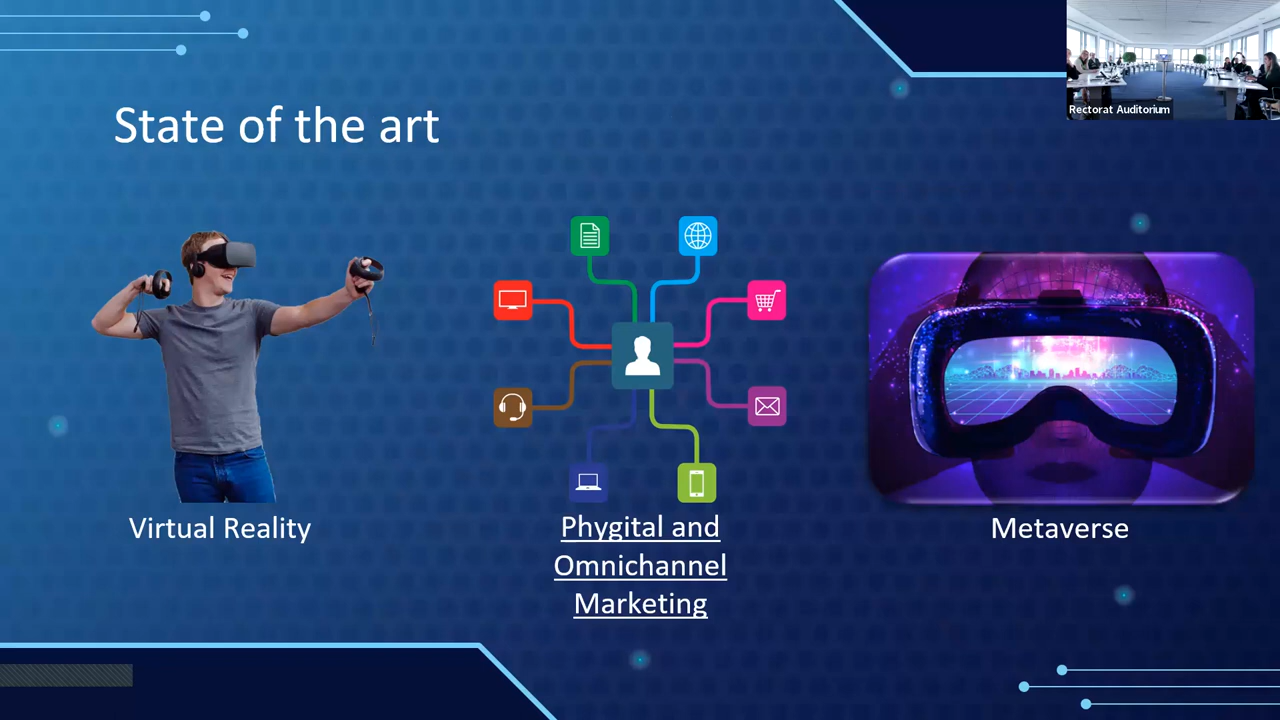 Rectorat Auditorium
State of the art
Virtual Reality
Phygital and
Omnichannel
Marketing
Metaverse